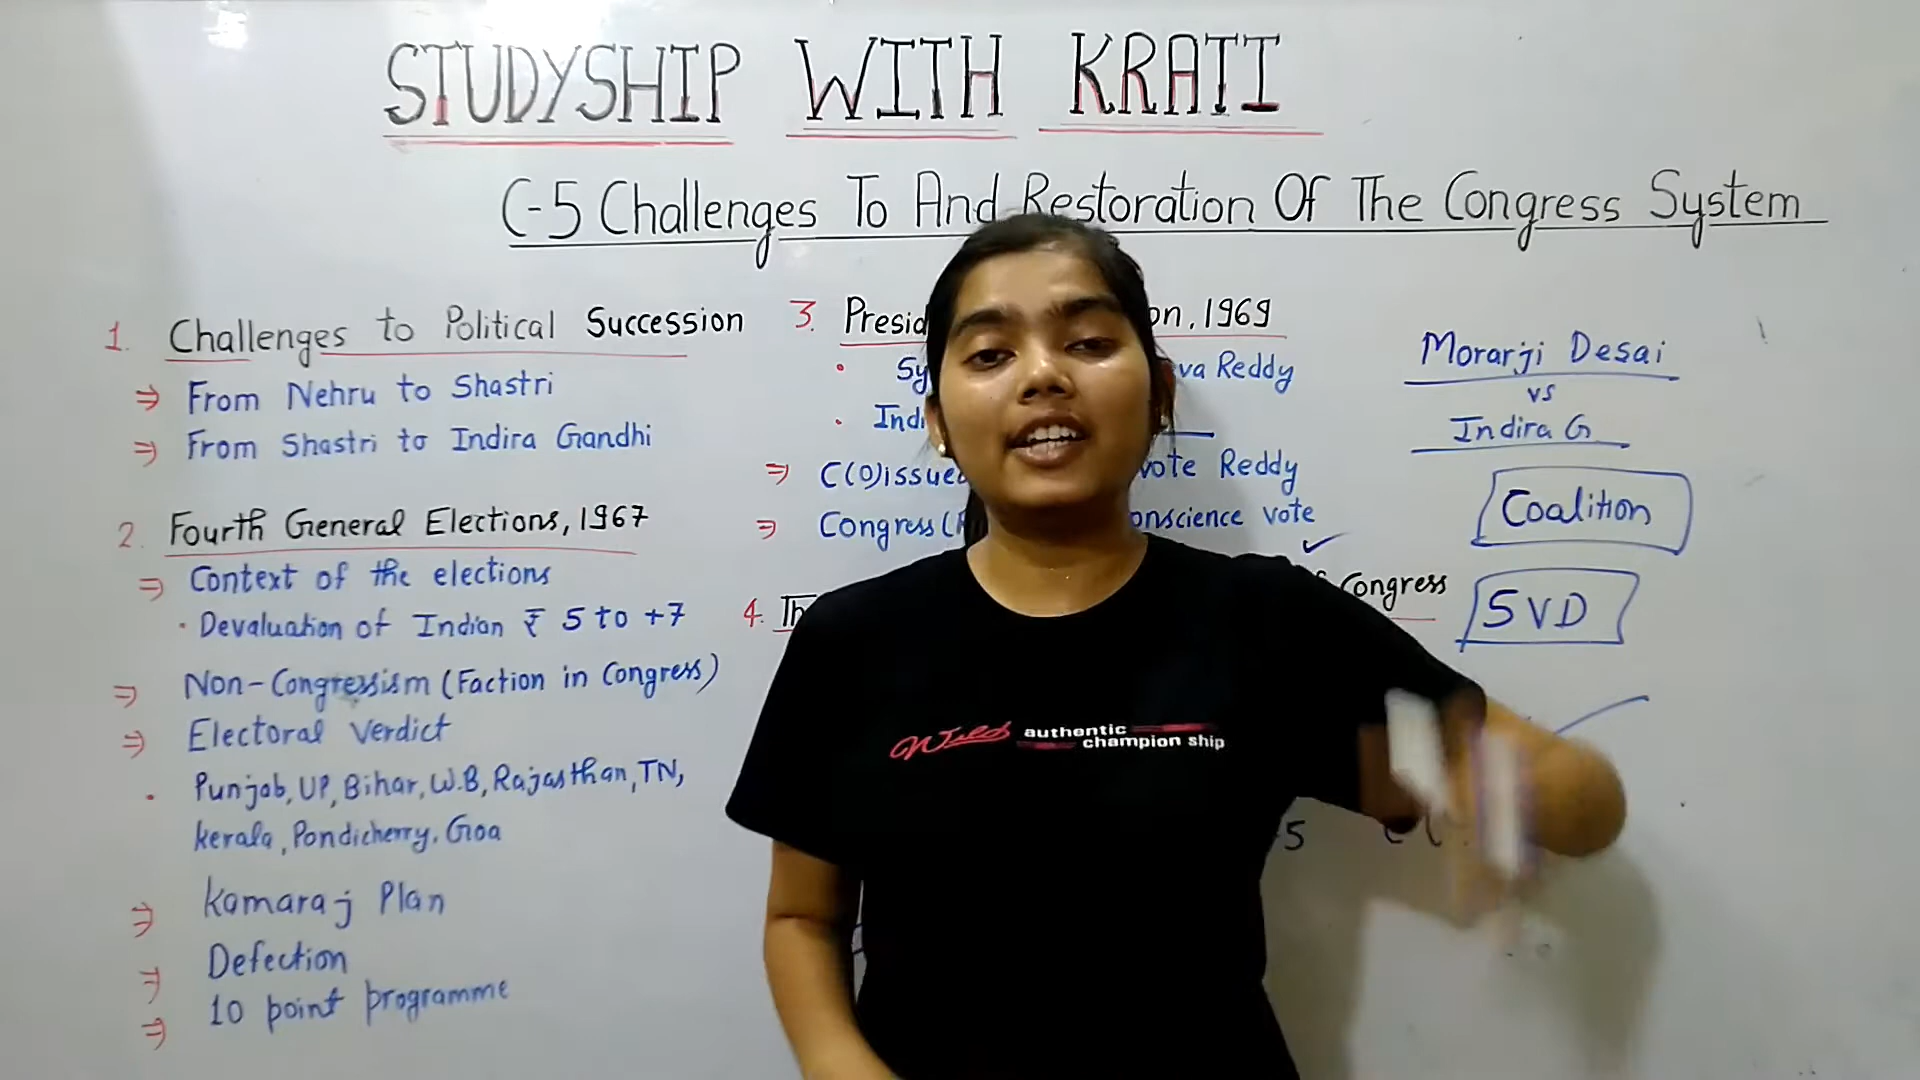 STUDYSHIP WITH KRATI
C-5 Challenges To And Restoration Of The Congress System
1. Challenges to Political Succession
⇒ From Nehru to Shastri
⇒ From Shastri to Indira Gandhi
2. Fourth General Elections, 1967
⇒ Context of the elections
• Devaluation of Indian ₹ 5 to +7
⇒ Non-Congressism (Faction in Congress)
⇒ Electoral Verdict
• Punjab, UP, Bihar, W.B, Rajasthan, TN,
Kerala, Pondicherry, Goa
⇒ Kamaraj Plan
⇒ Defection
⇒ 10 point programme
3. Presid on, 1969
• Sy va Reddy
• Indi
⇒ C(O) issued vote Reddy
⇒ Congress (R onscience vote
4. Th Congress
5
Morarji Desai
vs
Indira G
Coalition
SVD
Wild authentic
champion ship